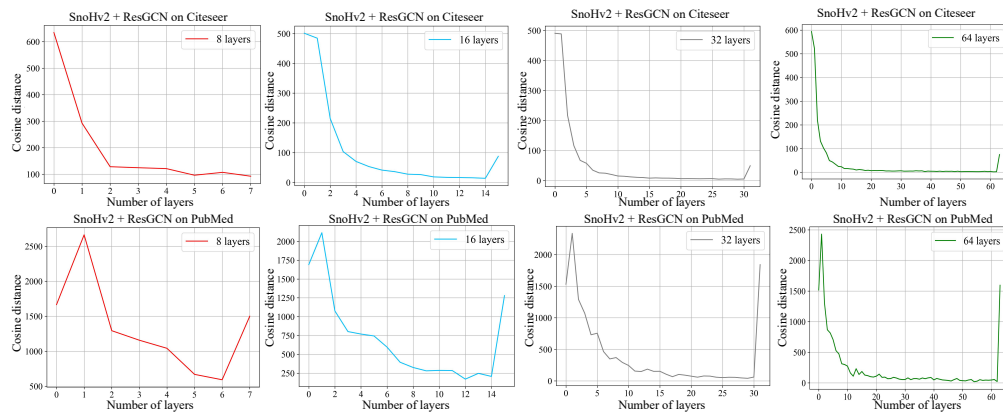 SnoHv2 + ResGCN on Citeseer
8 layers
Cosine distance
600
500
400
300
200
100
0 1 2 3 4 5 6 7
Number of layers
SnoHv2 + ResGCN on Citeseer
16 layers
Cosine distance
500
400
300
200
100
0
0 2 4 6 8 10 12 14
Number of layers
SnoHv2 + ResGCN on Citeseer
32 layers
Cosine distance
500
400
300
200
100
0
0 5 10 15 20 25 30
Number of layers
SnoHv2 + ResGCN on Citeseer
64 layers
Cosine distance
600
500
400
300
200
100
0
0 10 20 30 40 50 60
Number of layers
SnoHv2 + ResGCN on PubMed
8 layers
Cosine distance
2500
2000
1500
1000
500
0 1 2 3 4 5 6 7
Number of layers
SnoHv2 + ResGCN on PubMed
16 layers
Cosine distance
2000
1750
1500
1250
1000
750
500
250
0 2 4 6 8 10 12 14
Number of layers
SnoHv2 + ResGCN on PubMed
32 layers
Cosine distance
2000
1500
1000
500
0
0 5 10 15 20 25 30
Number of layers
SnoHv2 + ResGCN on PubMed
64 layers
Cosine distance
2500
2000
1500
1000
500
0
0 10 20 30 40 50 60
Number of layers